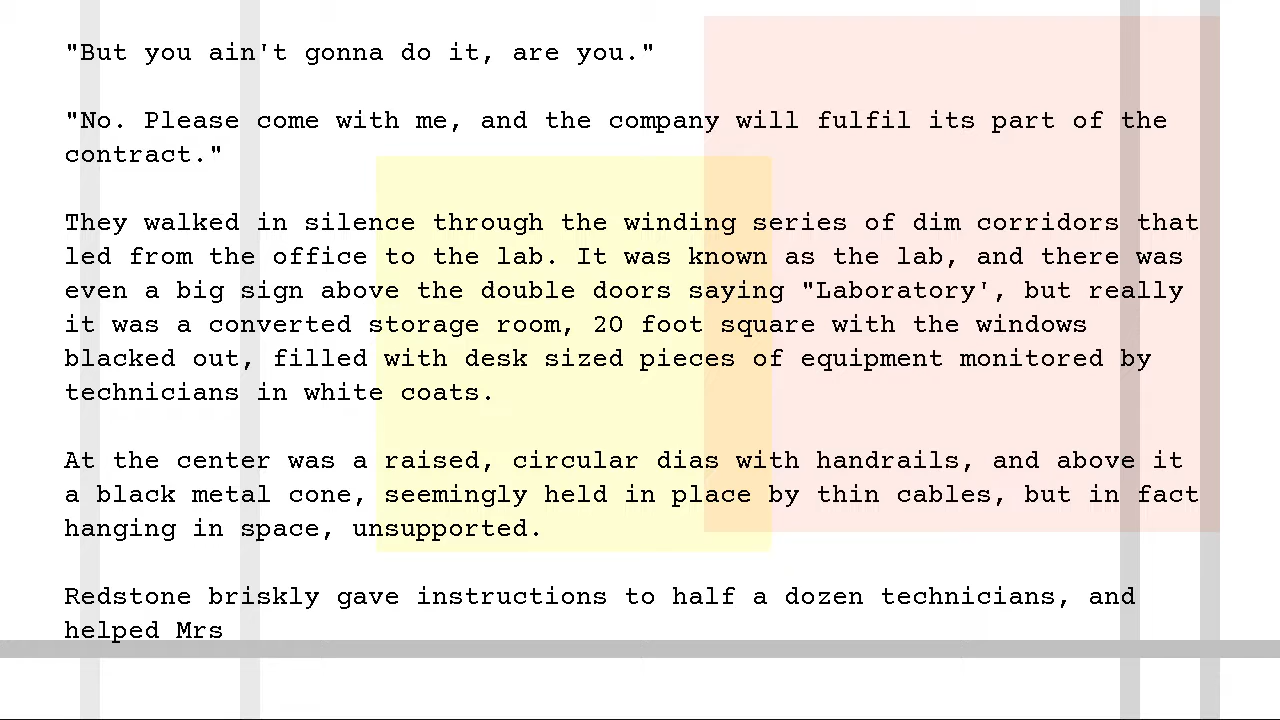 "But you ain't gonna do it, are you."
"No. Please come with me, and the company will fulfil its part of the
contract."
They walked in silence through the winding series of dim corridors that
led from the office to the lab. It was known as the lab, and there was
even a big sign above the double doors saying "Laboratory', but really
it was a converted storage room, 20 foot square with the windows
blacked out, filled with desk sized pieces of equipment monitored by
technicians in white coats.
At the center was a raised, circular dias with handrails, and above it
a black metal cone, seemingly held in place by thin cables, but in fact
hanging in space, unsupported.
Redstone briskly gave instructions to half a dozen technicians, and
helped Mrs